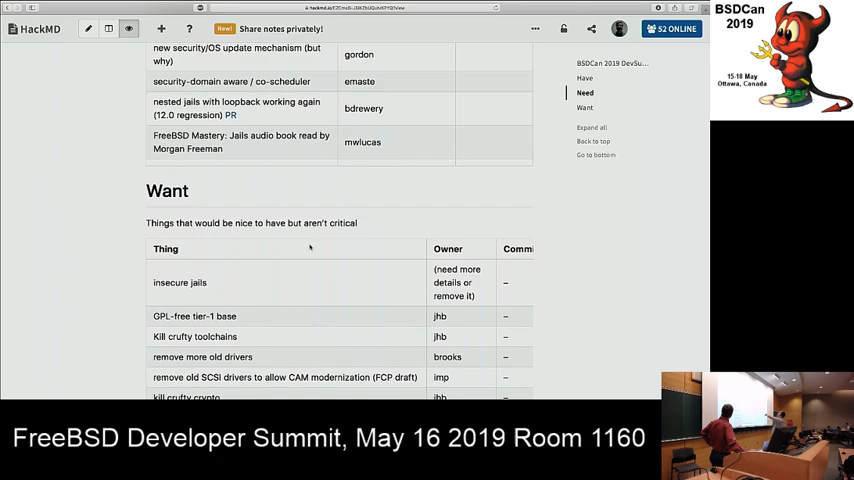 HackMD
New!
Share notes privately!
52 ONLINE
BSDCan
2019
15-18 May
Ottawa, Canada
BSDCan 2019 DevSu...
Have
Need
Want
Expand all
Back to top
Go to bottom
new security/OS update mechanism (but
why)
gordon
security-domain aware / co-scheduler
emaste
nested jails with loopback working again
(12.0 regression) PR
bdrewery
FreeBSD Mastery: Jails audio book read by
Morgan Freeman
mwlucas
Want
Things that would be nice to have but aren't critical
Thing Owner Commi
insecure jails
(need more
details or
remove it)
–
GPL-free tier-1 base jhb –
Kill crufty toolchains jhb –
remove more old drivers brooks –
remove old SCSI drivers to allow CAM modernization (FCP draft) imp –
kill crufty crypto jhb –
FreeBSD Developer Summit, May 16 2019 Room 1160